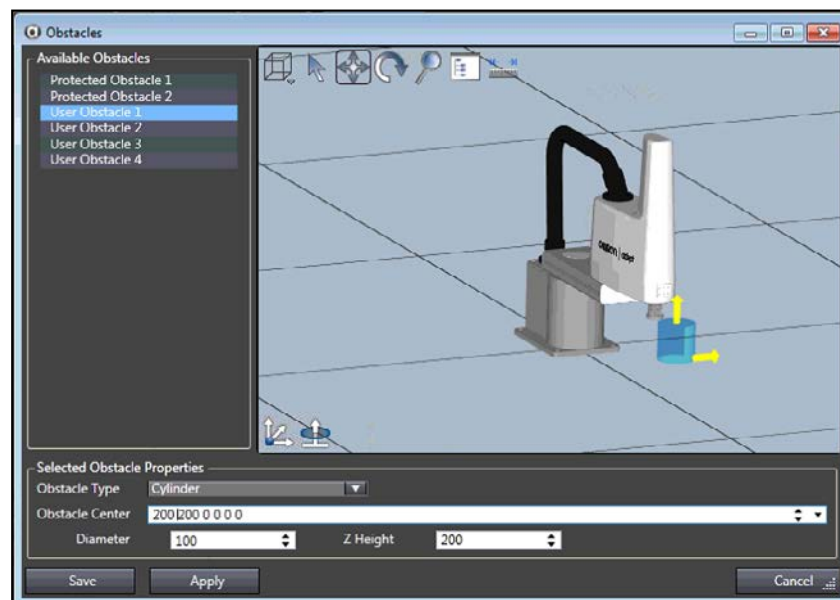 Obstacles
Available Obstacles
Protected Obstacle 1
Protected Obstacle 2
User Obstacle 1
User Obstacle 2
User Obstacle 3
User Obstacle 4
Selected Obstacle Properties
Obstacle Type Cylinder
Obstacle Center 200 200 0 0 0 0
Diameter 100 Z Height 200
Save Apply Cancel